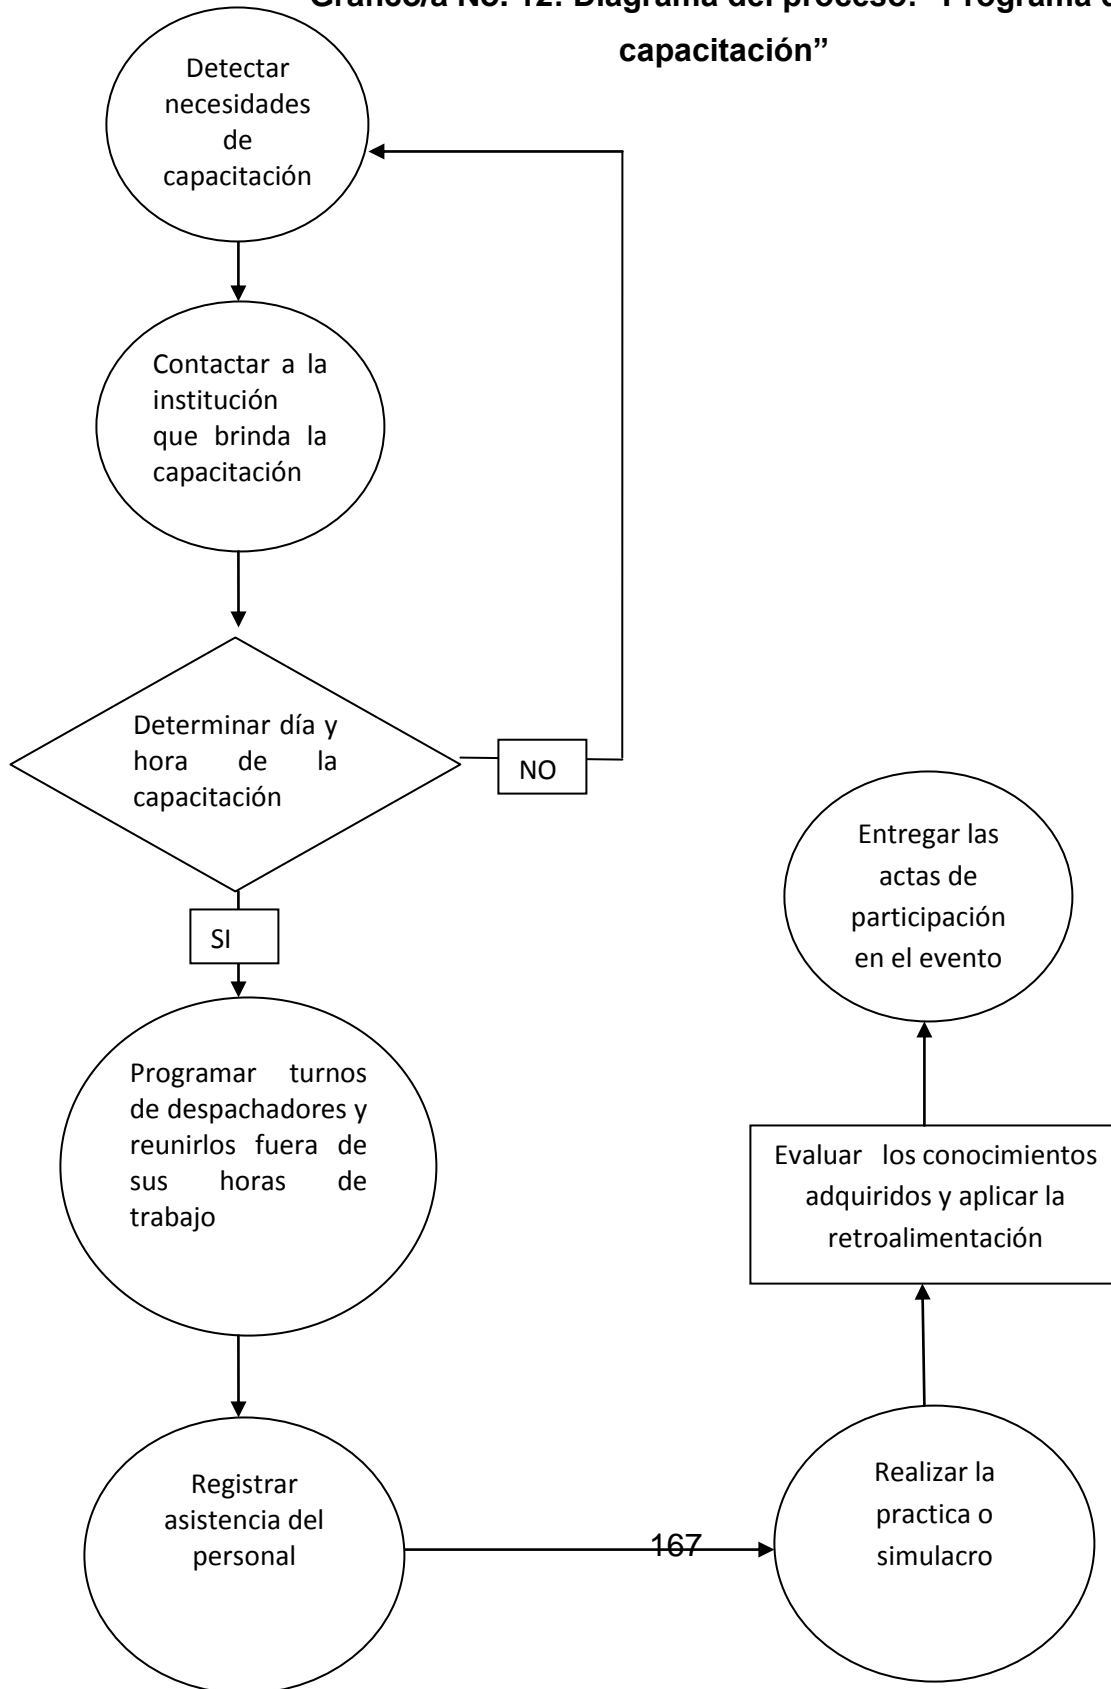 Grafico/a No. 12: Diagrama del proceso: “Programa d
capacitación”
Detectar
necesidades
de
capacitación
Contactar a la
institución
que brinda la
capacitación
Determinar día y
hora de la
capacitación
NO
SI
Programar turnos
de despachadores y
reunirlos fuera de
sus horas de
trabajo
Registrar
asistencia del
personal
167
Realizar la
practica o
simulacro
Evaluar los conocimientos
adquiridos y aplicar la
retroalimentación
Entregar las
actas de
participación
en el evento